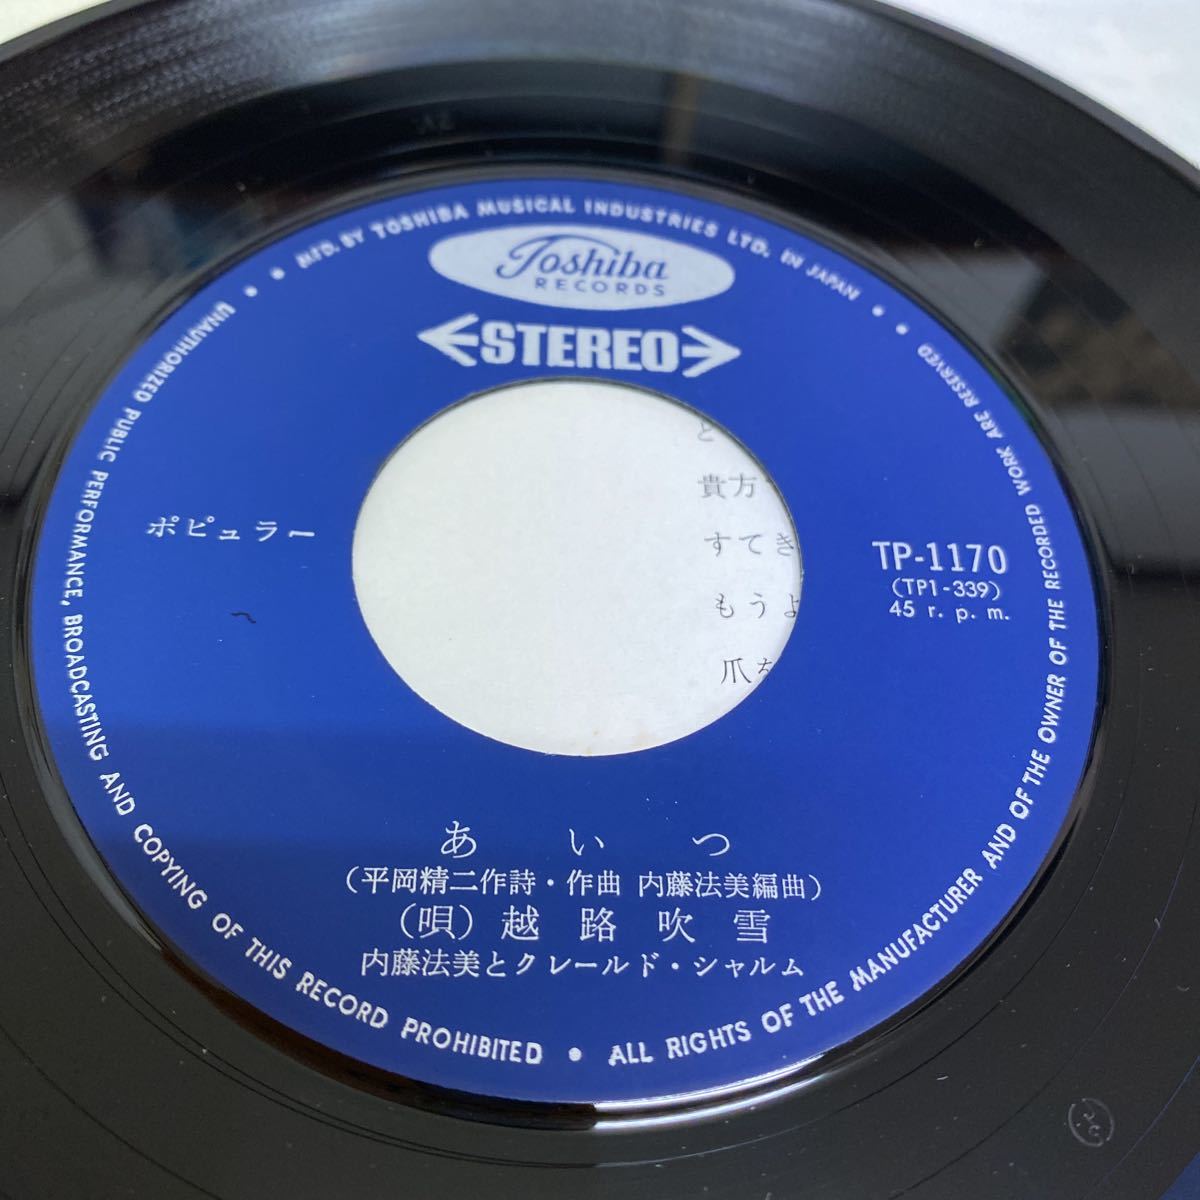 MFD. BY TOSHIBA MUSICAL INDUSTRIES LTD. IN JAPAN
Toshiba
RECORDS
STEREO
ポピュラー
TP-1170
(TP1-339)
45 r. p. m.
と
貴方
すてき
もうよ
爪を
あいつ
(平岡精二作詩・作曲 内藤法美編曲)
(唄) 越路吹雪
内藤法美とクレールド・シャルム
UNAUTHORIZED PUBLIC PERFORMANCE, BROADCASTING AND COPYING OF THIS RECORD PROHIBITED • ALL RIGHTS OF THE MANUFACTURER AND OF THE OWNER OF THE RECORDED WORK ARE RESERVED